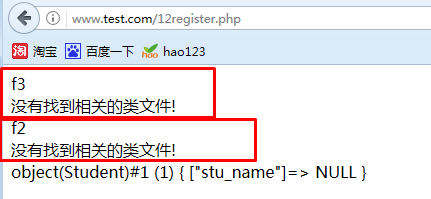 www.test.com/12register.php
淘 淘宝 百度一下 hao hao123
f3
没有找到相关的类文件!
f2
没有找到相关的类文件!
object(Student)#1 (1) { ["stu_name"]=> NULL }